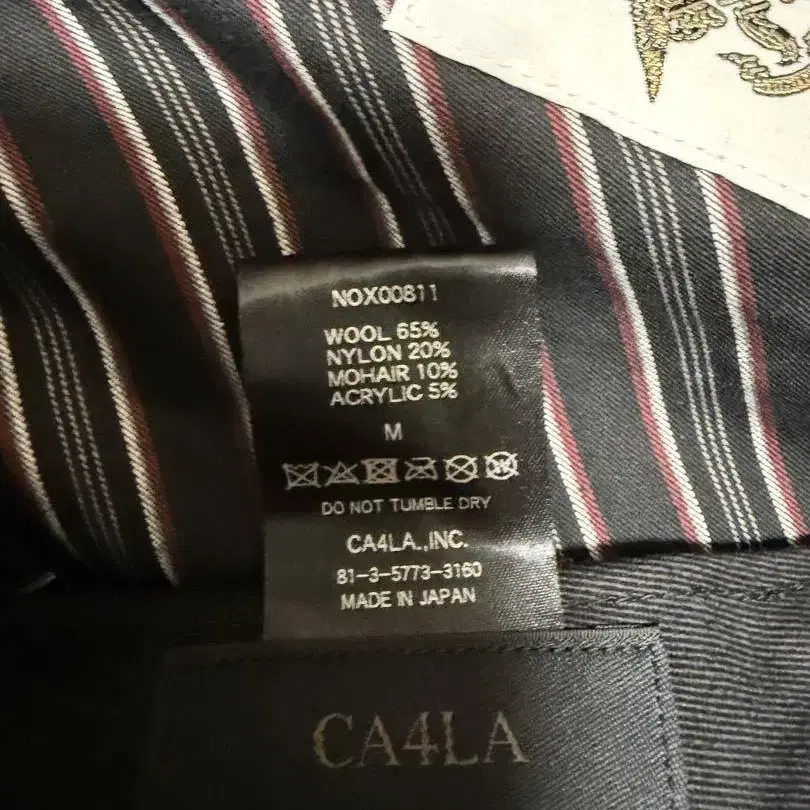 NOX00811
WOOL 65%
NYLON 20%
MOHAIR 10%
ACRYLIC 5%
M
DO NOT TUMBLE DRY
CA4LA.,INC.
81-3-5773-3160
MADE IN JAPAN
CA4LA